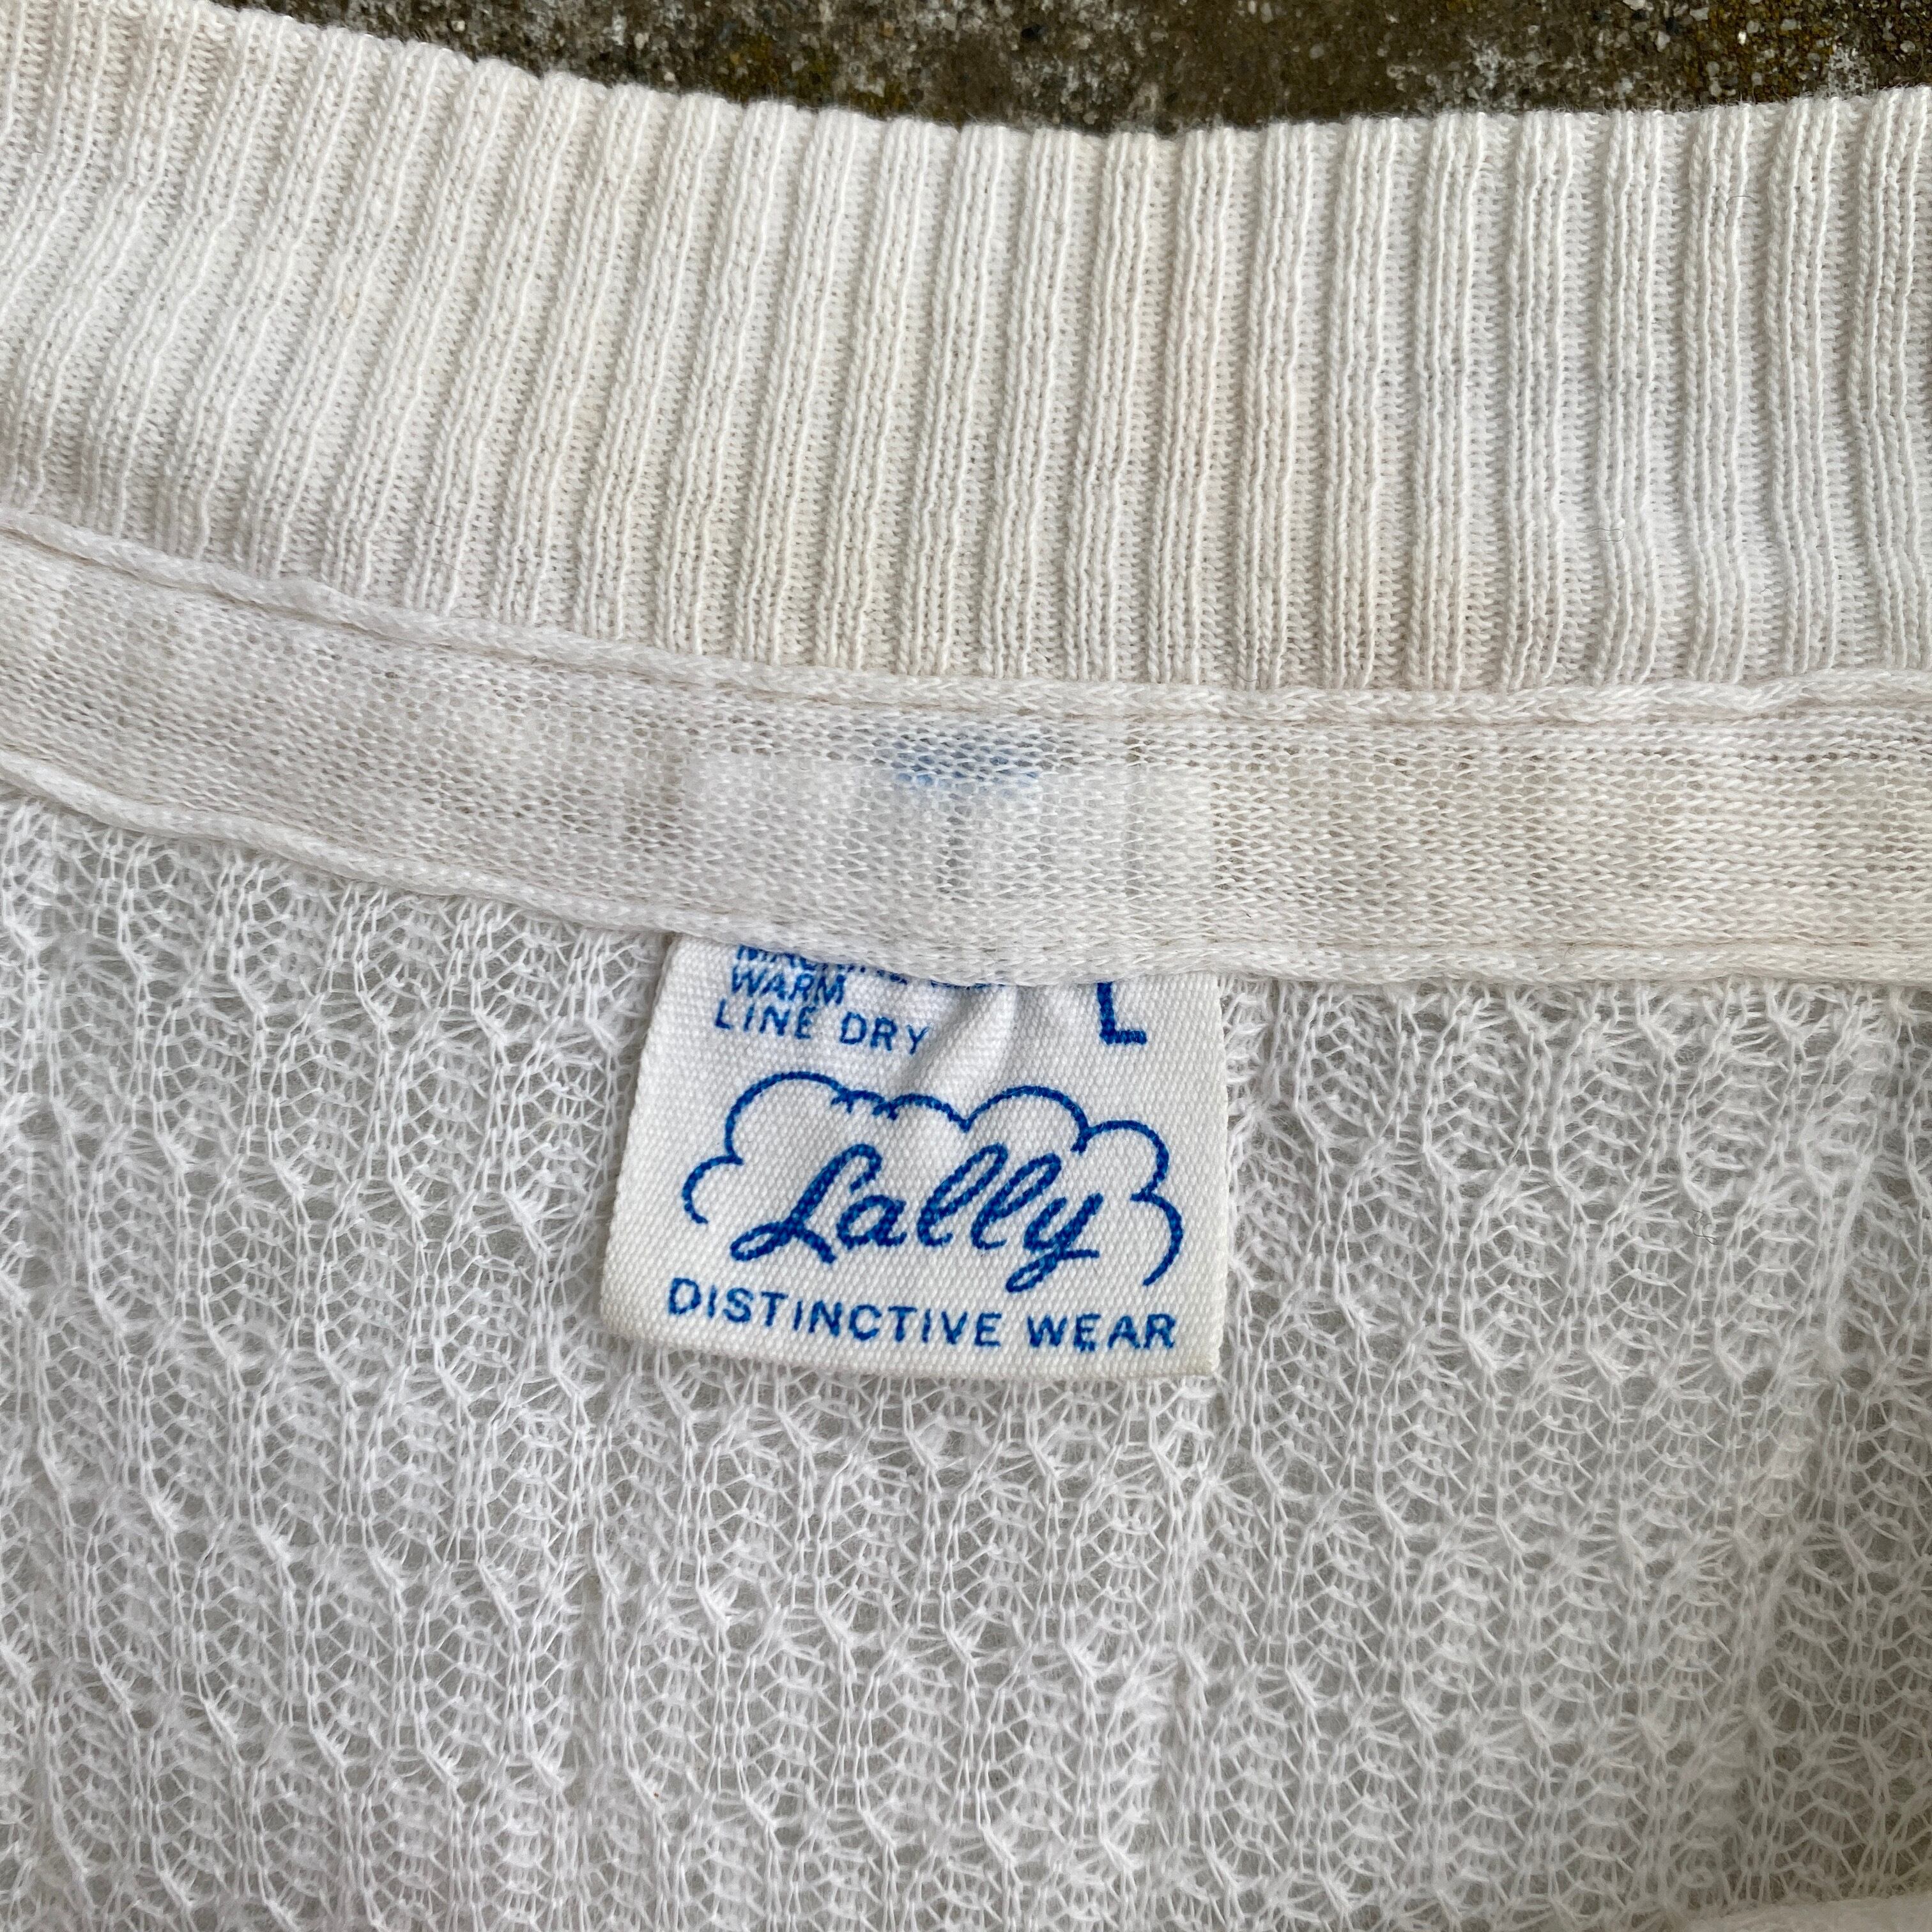 WARM
LINE DRY
L
Lally
DISTINCTIVE WEAR